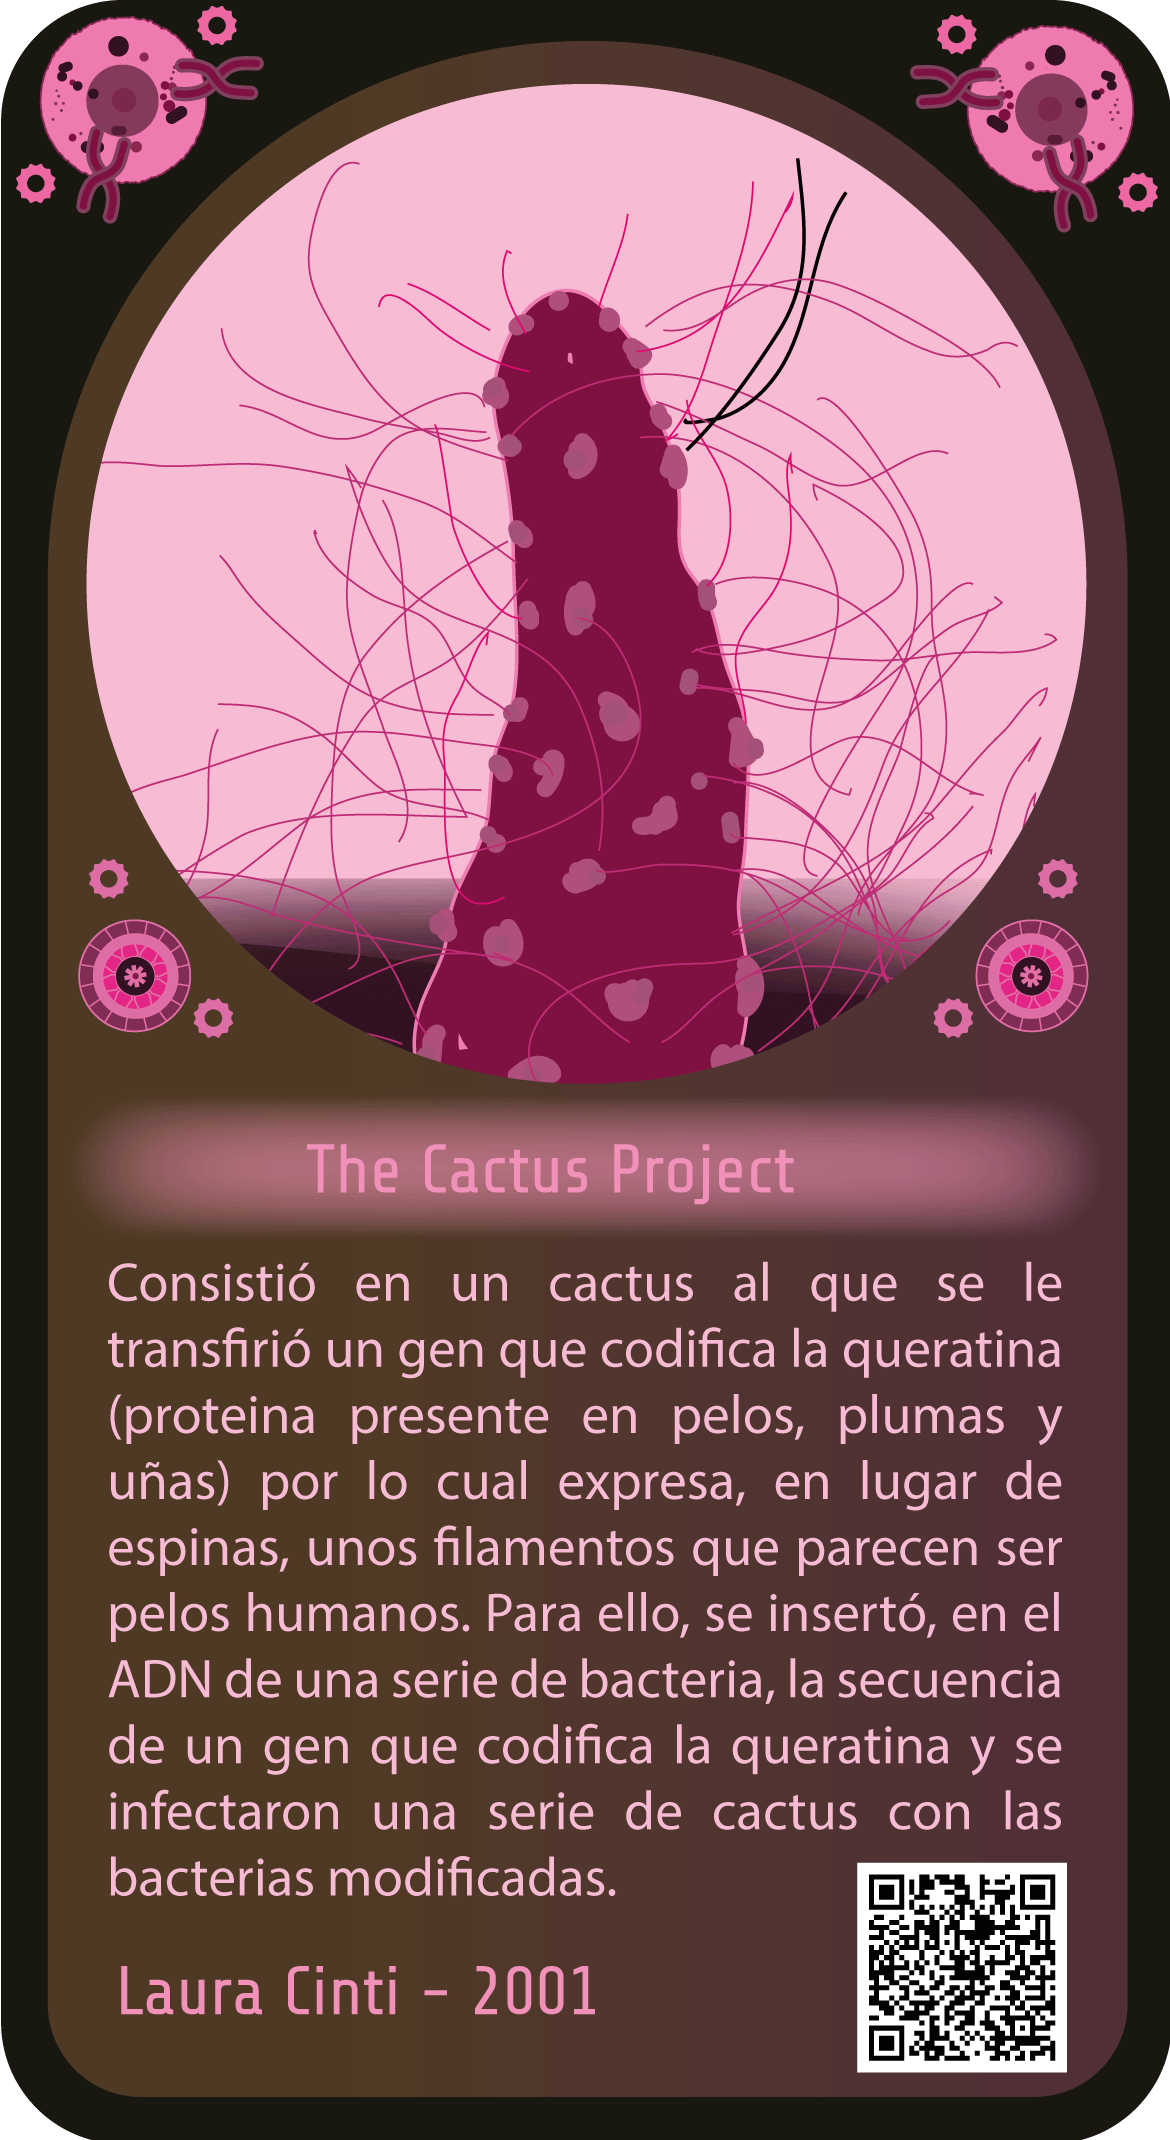 The Cactus Project
Consistió en un cactus al que se le
transfirió un gen que codifica la queratina
(proteina presente en pelos, plumas y
uñas) por lo cual expresa, en lugar de
espinas, unos filamentos que parecen ser
pelos humanos. Para ello, se insertó, en el
ADN de una serie de bacteria, la secuencia
de un gen que codifica la queratina y se
infectaron una serie de cactus con las
bacterias modificadas.
Laura Cinti - 2001